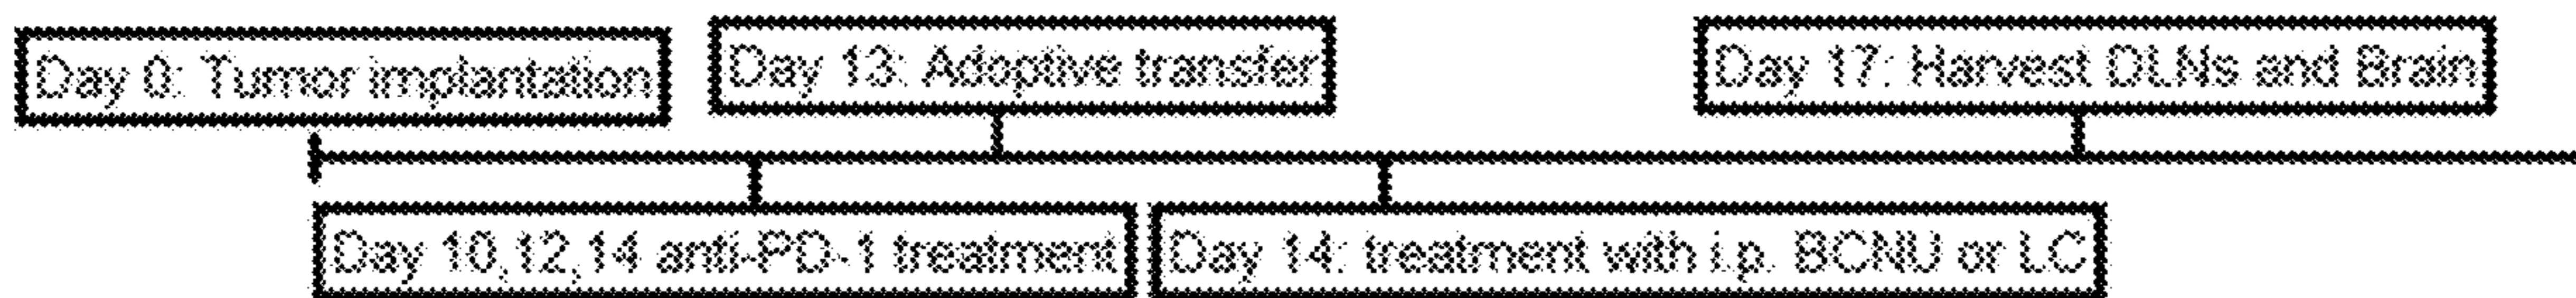 Day 0: Tumor implantation
Day 13: Adoptive transfer
Day 17: Harvest DLNs and Brain
Day 10,12,14 anti-PD-1 treatment
Day 14: treatment with i.p. BCNU or LC